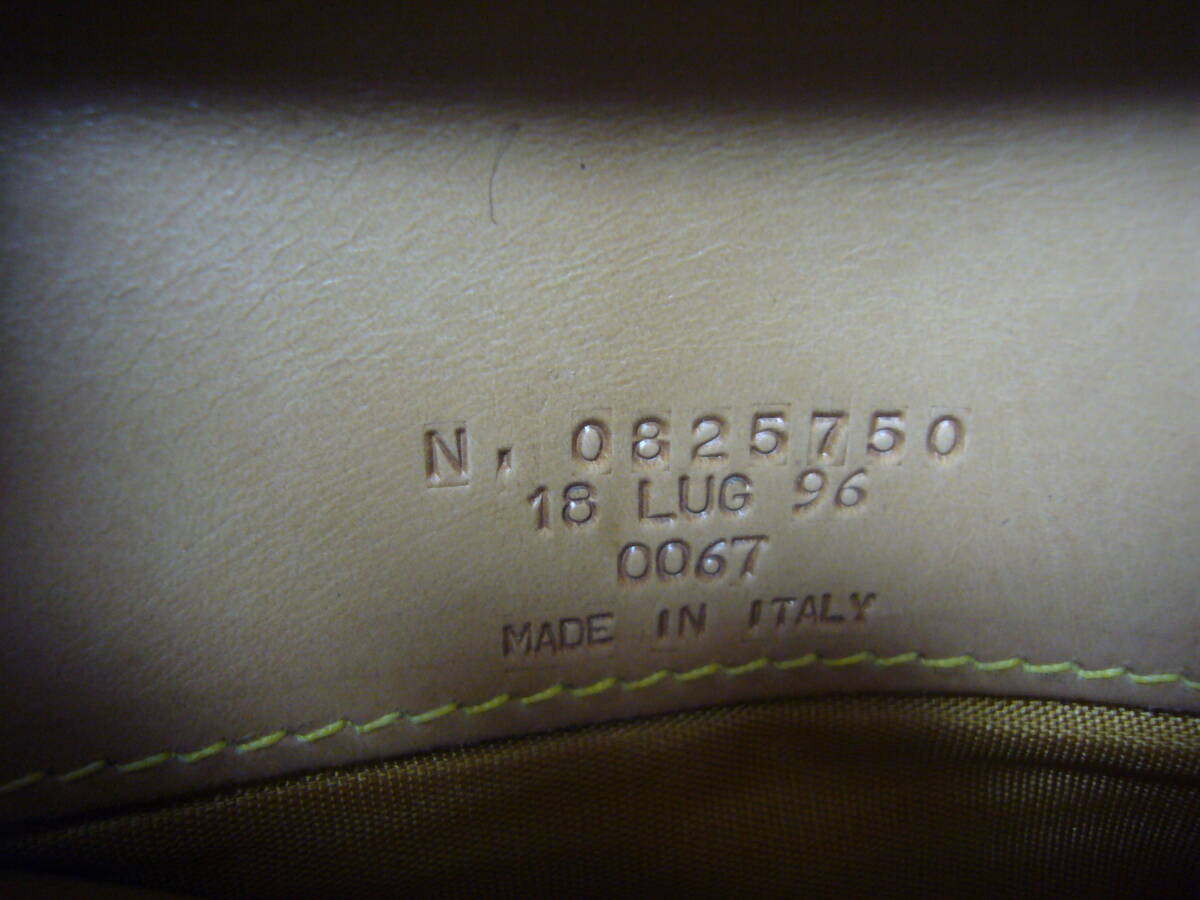 N. 0825750
18 LUG 96
0067
MADE IN ITALY